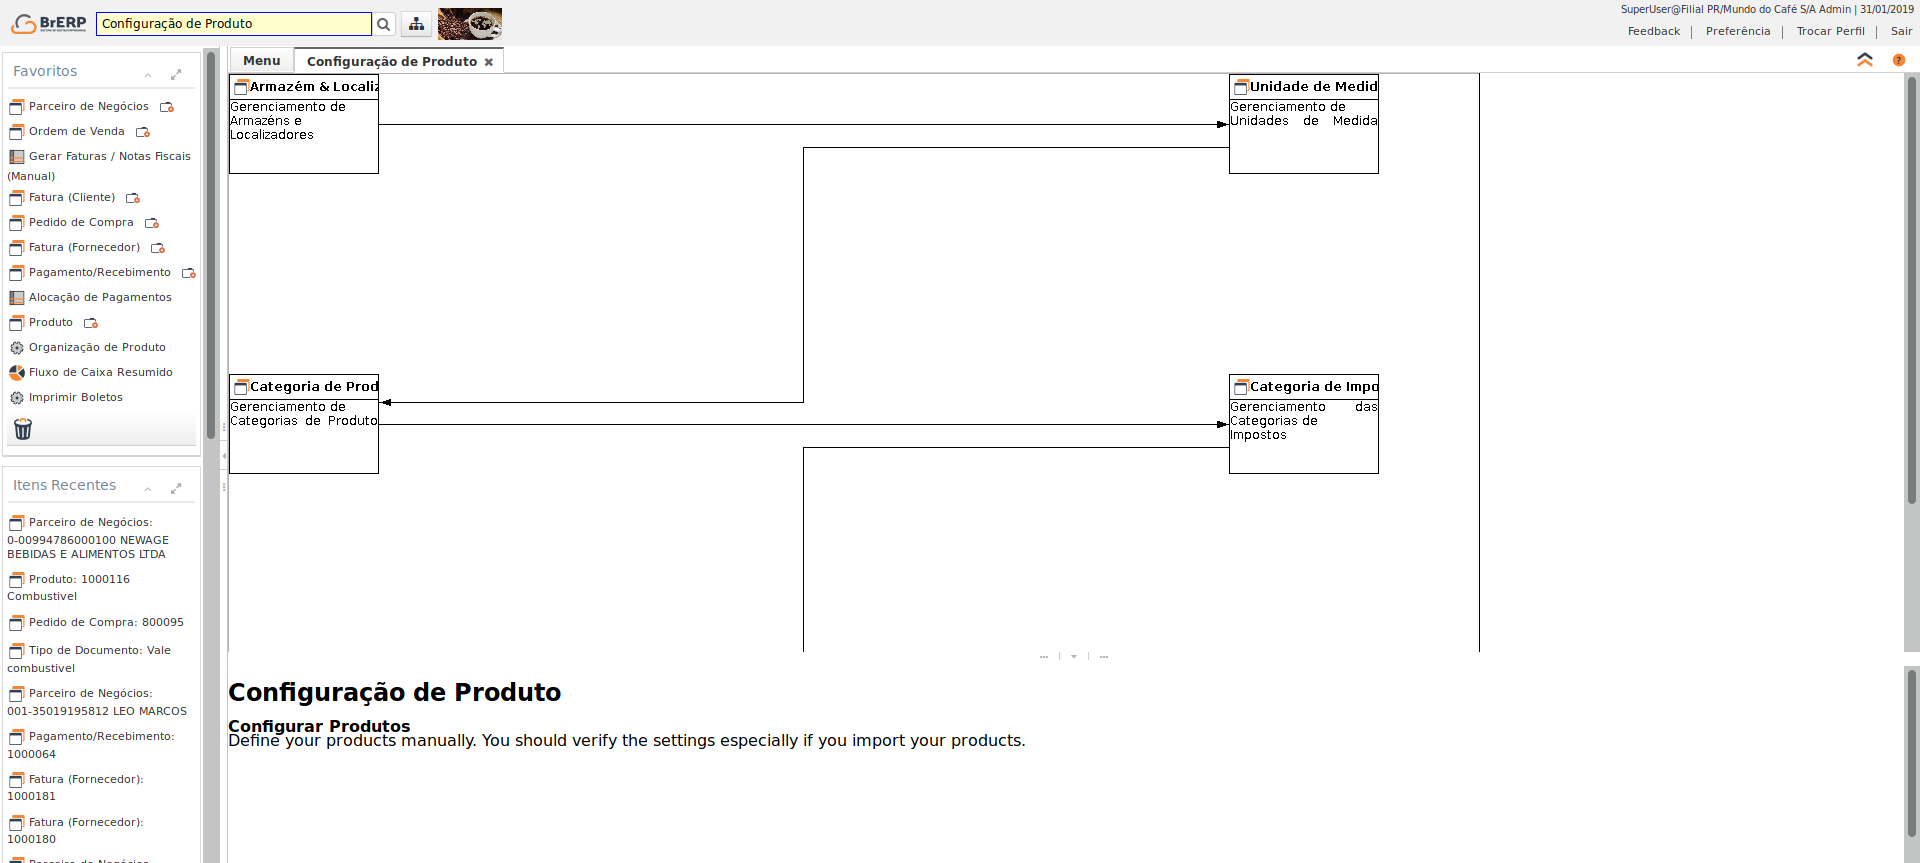 BrERP
Configuração de Produto
SuperUser@Filial PR/Mundo do Café S/A Admin | 31/01/2019
Feedback | Preferência | Trocar Perfil | Sair
Favoritos
Parceiro de Negócios
Ordem de Venda
Gerar Faturas / Notas Fiscais
(Manual)
Fatura (Cliente)
Pedido de Compra
Fatura (Fornecedor)
Pagamento/Recebimento
Alocação de Pagamentos
Produto
Organização de Produto
Fluxo de Caixa Resumido
Imprimir Boletos
Itens Recentes
Parceiro de Negócios:
0-00994786000100 NEWAGE
BEBIDAS E ALIMENTOS LTDA
Produto: 1000116
Combustivel
Pedido de Compra: 800095
Tipo de Documento: Vale
combustivel
Parceiro de Negócios:
001-35019195812 LEO MARCOS
Pagamento/Recebimento:
1000064
Fatura (Fornecedor):
1000181
Fatura (Fornecedor):
1000180
Parceiro de Negócios
Menu
Configuração de Produto
Armazém & Localiz
Gerenciamento de
Armazéns e
Localizadores
Unidade de Medid
Gerenciamento de
Unidades de Medida
Categoria de Prod
Gerenciamento de
Categorias de Produto
Categoria de Impo
Gerenciamento das
Categorias de
Impostos
Configuração de Produto
Configurar Produtos
Define your products manually. You should verify the settings especially if you import your products.